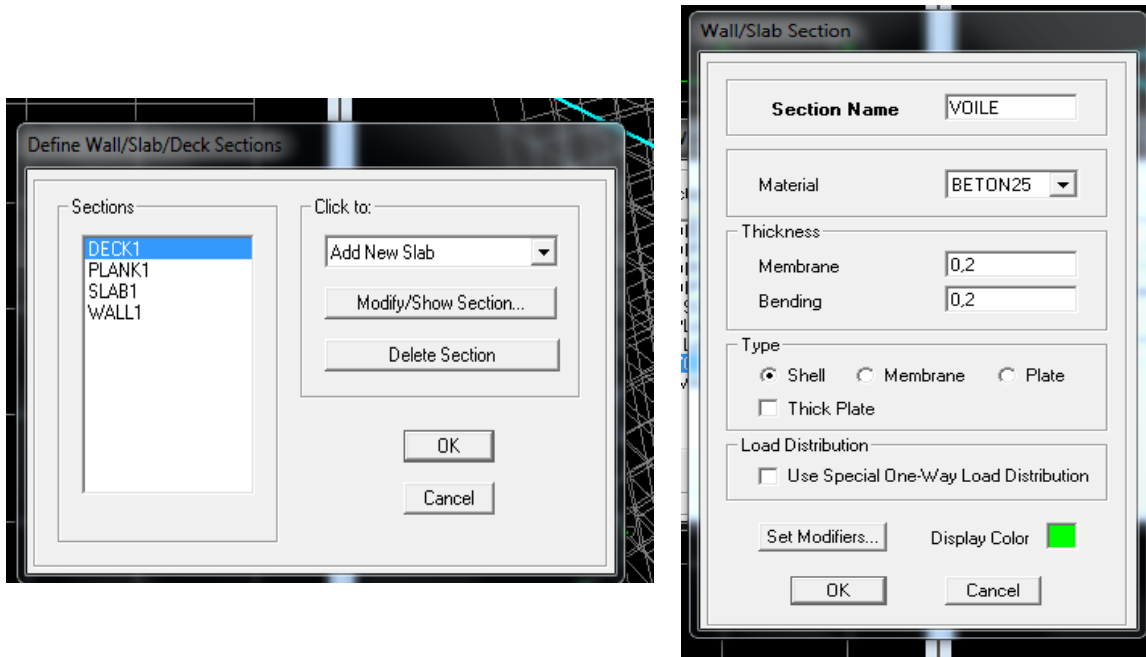 Define Wall/Slab/Deck Sections
Sections
DECK1
PLANK1
SLAB1
WALL1
Click to:
Add New Slab
Modify/Show Section...
Delete Section
OK
Cancel
Wall/Slab Section
Section Name VOILE
Material BETON25
Thickness
Membrane 0,2
Bending 0,2
Type
Shell Membrane Plate
Thick Plate
Load Distribution
Use Special One-Way Load Distribution
Set Modifiers... Display Color
OK Cancel